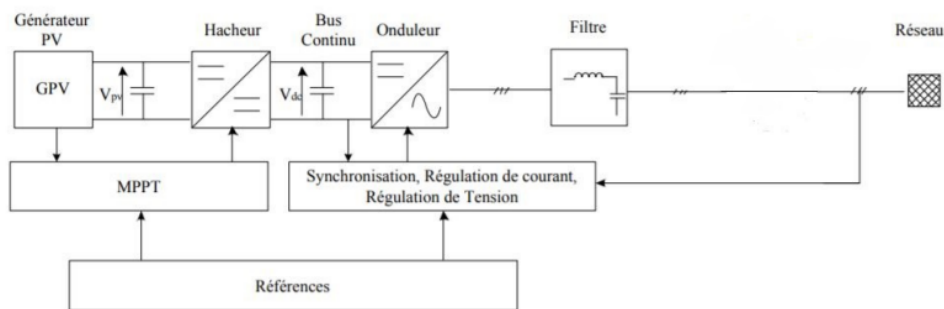 Générateur
PV
Hacheur
Bus
Continu
Onduleur
Filtre
Réseau
GPV
Vpv
Vdc
MPPT
Synchronisation, Régulation de courant,
Régulation de Tension
Références